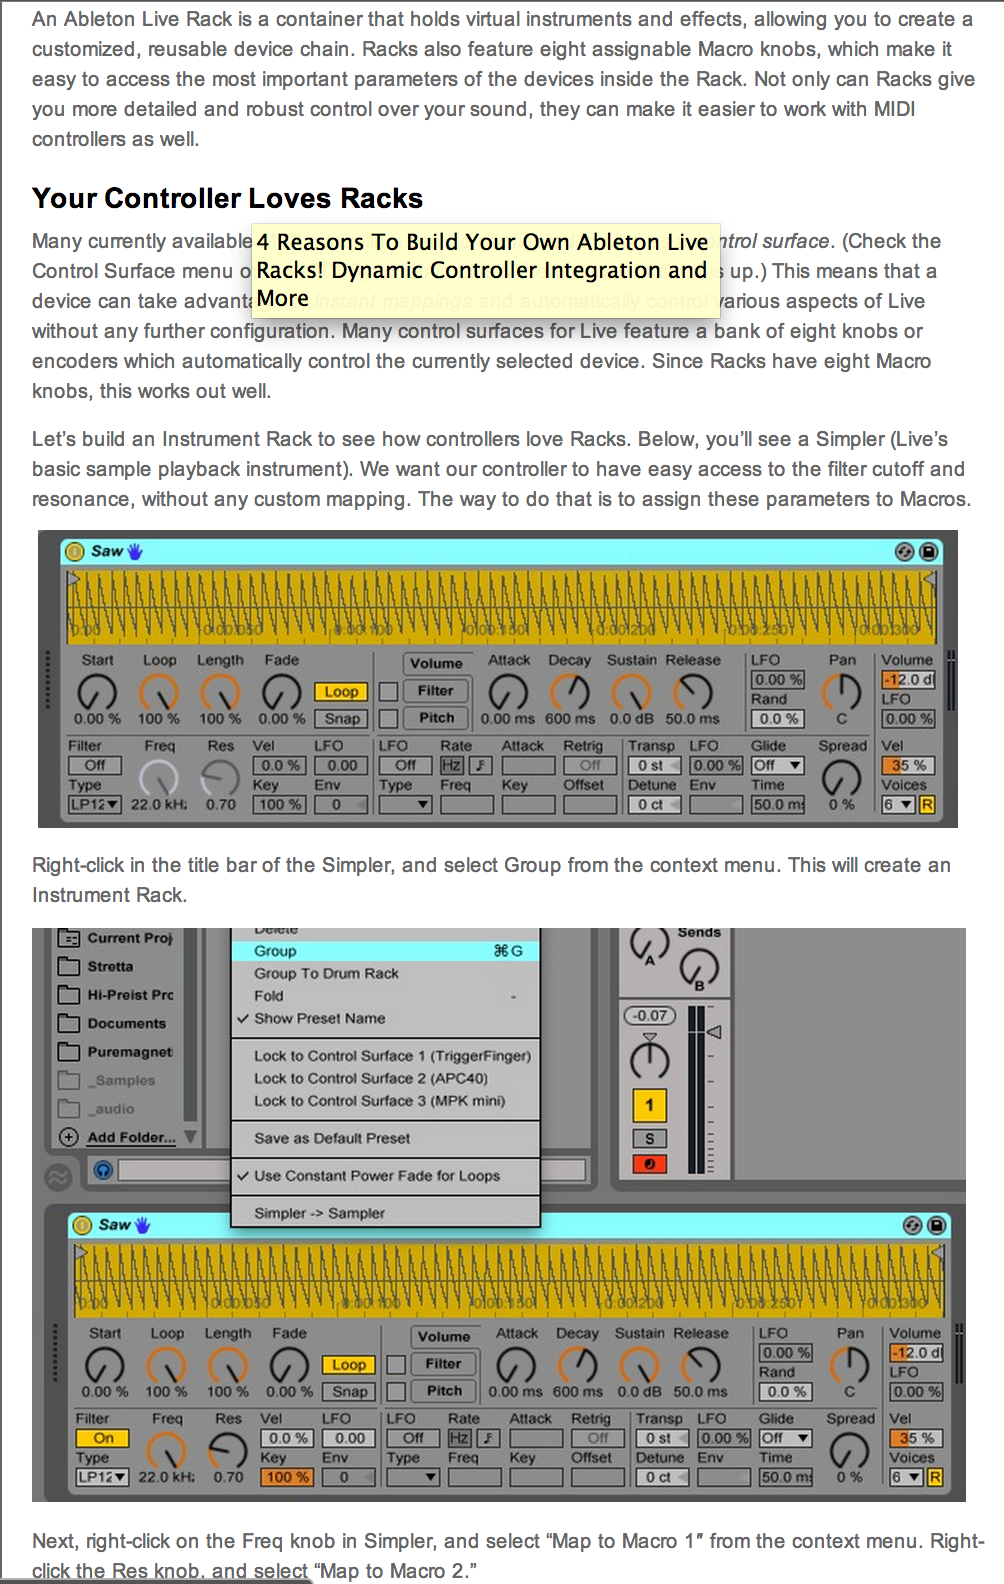 An Ableton Live Rack is a container that holds virtual instruments and effects, allowing you to create a
customized, reusable device chain. Racks also feature eight assignable Macro knobs, which make it
easy to access the most important parameters of the devices inside the Rack. Not only can Racks give
you more detailed and robust control over your sound, they can make it easier to work with MIDI
controllers as well.
Your Controller Loves Racks
Many currently available ntrol surface. (Check the
4 Reasons To Build Your Own Ableton Live
Racks! Dynamic Controller Integration and
More
Control Surface menu o s up.) This means that a
device can take advanta instant mappings and automatically control various aspects of Live
without any further configuration. Many control surfaces for Live feature a bank of eight knobs or
encoders which automatically control the currently selected device. Since Racks have eight Macro
knobs, this works out well.
Let's build an Instrument Rack to see how controllers love Racks. Below, you'll see a Simpler (Live's
basic sample playback instrument). We want our controller to have easy access to the filter cutoff and
resonance, without any custom mapping. The way to do that is to assign these parameters to Macros.
Saw
0:00 0:00:050 0:00:100 0:00:150 0:00:200 0:00:250 0:00:300
Start Loop Length Fade Volume Attack Decay Sustain Release LFO Pan Volume
0.00 % -12.0 d
Loop Filter Rand LFO
0.00 % 100 % 100 % 0.00 % Snap Pitch 0.00 ms 600 ms 0.0 dB 50.0 ms 0.0 % C 0.00 %
Filter Freq Res Vel LFO LFO Rate Attack Retrig Transp LFO Glide Spread Vel
Off 0.0 % 0.00 Off Hz Off 0 st 0.00 % Off 35 %
Type Key Env Type Freq Key Offset Detune Env Time Voices
LP12 22.0 kHz 0.70 100 % 0 0 ct 50.0 ms 0 % 6 R
Right-click in the title bar of the Simpler, and select Group from the context menu. This will create an
Instrument Rack.
Delete
Current Proj
Group ⌘G
Stretta
Group To Drum Rack
Hi-Preist Prc
Fold -
Documents
✓ Show Preset Name
Puremagnet
Lock to Control Surface 1 (TriggerFinger)
_Samples
Lock to Control Surface 2 (APC40)
_audio
Lock to Control Surface 3 (MPK mini)
Add Folder...
Save as Default Preset
✓ Use Constant Power Fade for Loops
Simpler -> Sampler
Sends
A
B
-0.07
1
S
Saw
0:00 0:00:050 0:00:100 0:00:150 0:00:200 0:00:250 0:00:300
Start Loop Length Fade Volume Attack Decay Sustain Release LFO Pan Volume
0.00 % -12.0 d
Loop Filter Rand LFO
0.00 % 100 % 100 % 0.00 % Snap Pitch 0.00 ms 600 ms 0.0 dB 50.0 ms 0.0 % C 0.00 %
Filter Freq Res Vel LFO LFO Rate Attack Retrig Transp LFO Glide Spread Vel
On 0.0 % 0.00 Off Hz Off 0 st 0.00 % Off 35 %
Type Key Env Type Freq Key Offset Detune Env Time Voices
LP12 22.0 kHz 0.70 100 % 0 0 ct 50.0 ms 0 % 6 R
Next, right-click on the Freq knob in Simpler, and select “Map to Macro 1″ from the context menu. Right-
click the Res knob, and select “Map to Macro 2.”